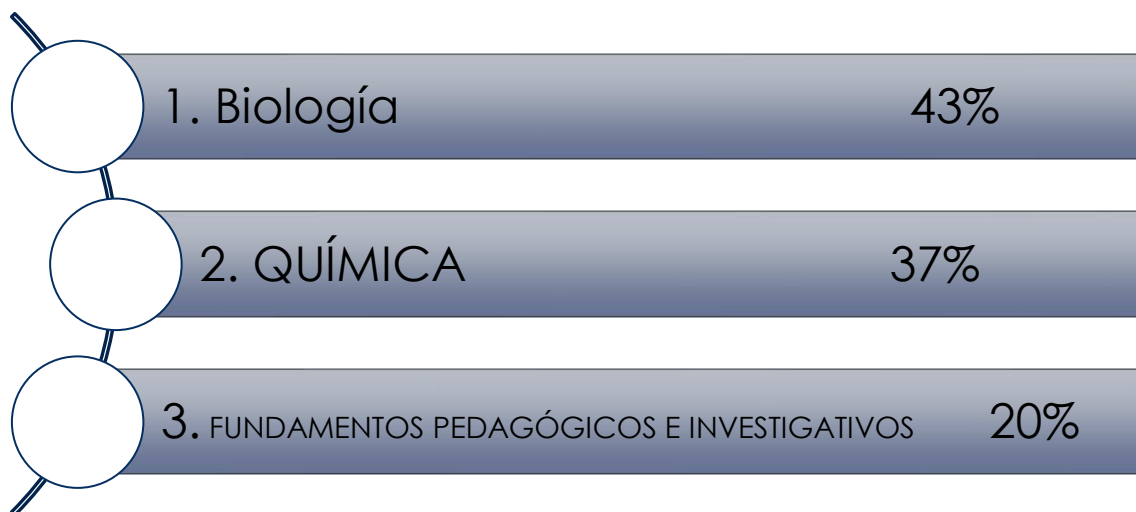 1. Biología 43%
2. QUÍMICA 37%
3. FUNDAMENTOS PEDAGÓGICOS E INVESTIGATIVOS 20%